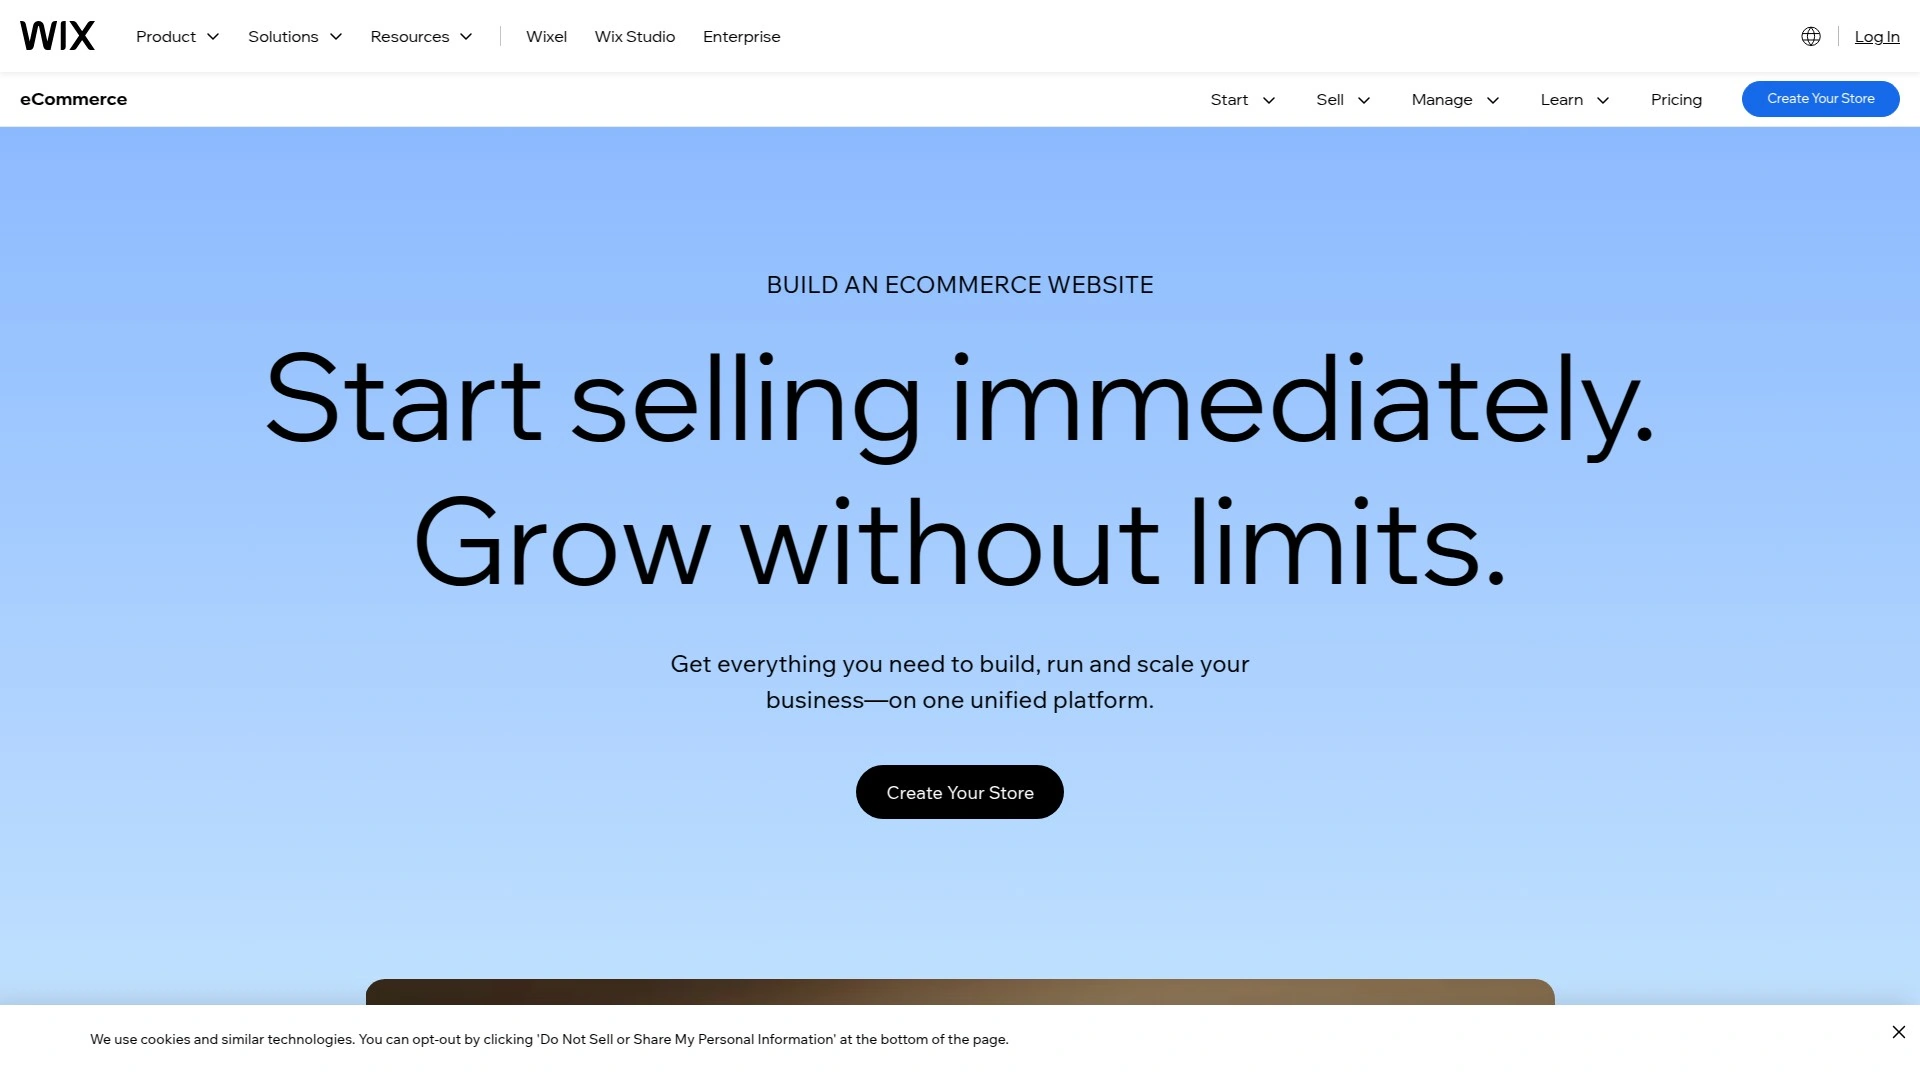 WIX
Product
Solutions
Resources
Wixel
Wix Studio
Enterprise
Log In
eCommerce
Start
Sell
Manage
Learn
Pricing
Create Your Store
BUILD AN ECOMMERCE WEBSITE
Start selling immediately.
Grow without limits.
Get everything you need to build, run and scale your
business—on one unified platform.
Create Your Store
We use cookies and similar technologies. You can opt-out by clicking 'Do Not Sell or Share My Personal Information' at the bottom of the page.